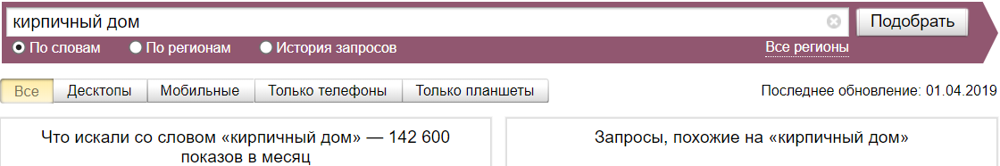 кирпичный дом
Подобрать
По словам
По регионам
История запросов
Все регионы
Все
Десктопы
Мобильные
Только телефоны
Только планшеты
Последнее обновление: 01.04.2019
Что искали со словом «кирпичный дом» — 142 600
показов в месяц
Запросы, похожие на «кирпичный дом»